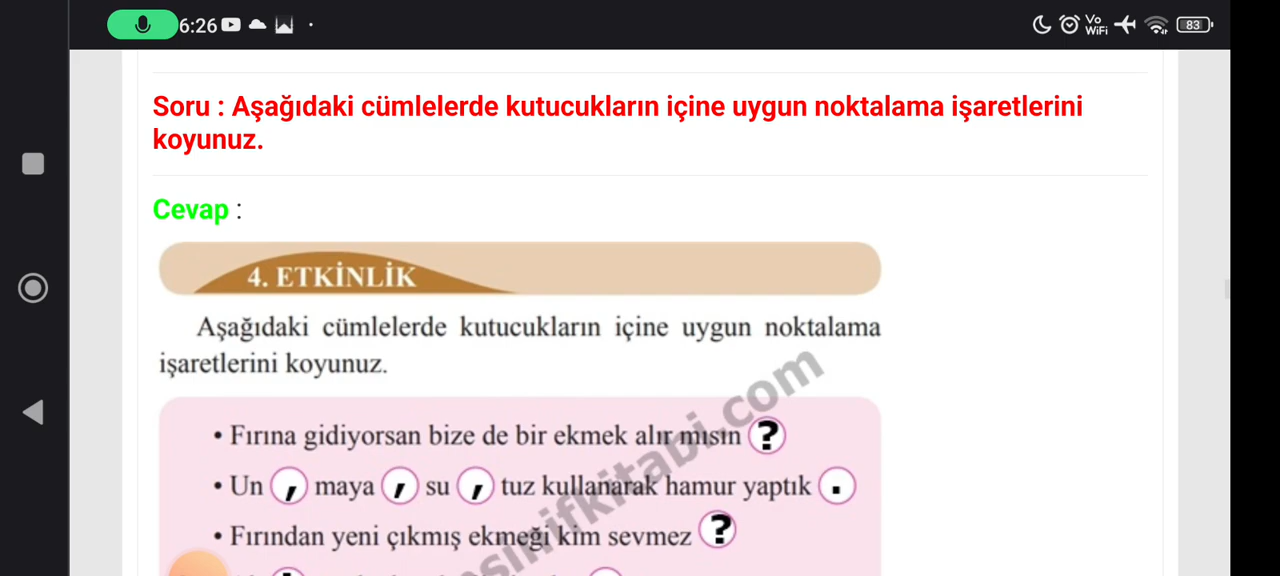 6:26
Vo
WiFi
83
Soru : Aşağıdaki cümlelerde kutucukların içine uygun noktalama işaretlerini
koyunuz.
Cevap :
4. ETKİNLİK
Aşağıdaki cümlelerde kutucukların içine uygun noktalama
işaretlerini koyunuz.
• Fırına gidiyorsan bize de bir ekmek alır mısın ?
• Un , maya , su , tuz kullanarak hamur yaptık .
• Fırından yeni çıkmış ekmeği kim sevmez ?
sinifkitabi.com